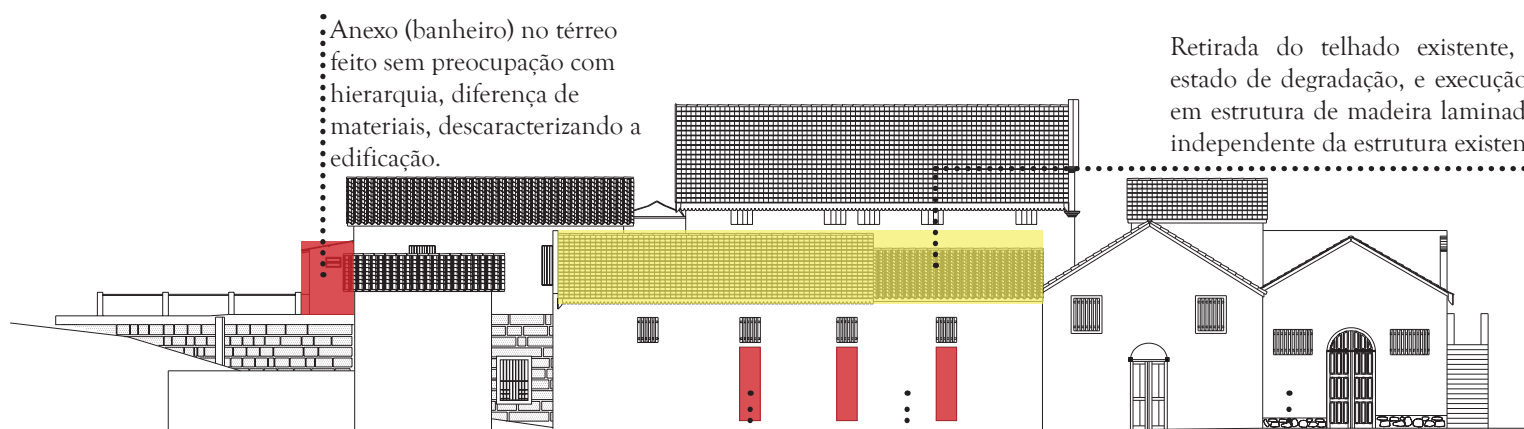 Anexo (banheiro) no térreo
feito sem preocupação com
hierarquia, diferença de
materiais, descaracterizando a
edificação.
Retirada do telhado existente,
estado de degradação, e execução
em estrutura de madeira laminad
independente da estrutura existen